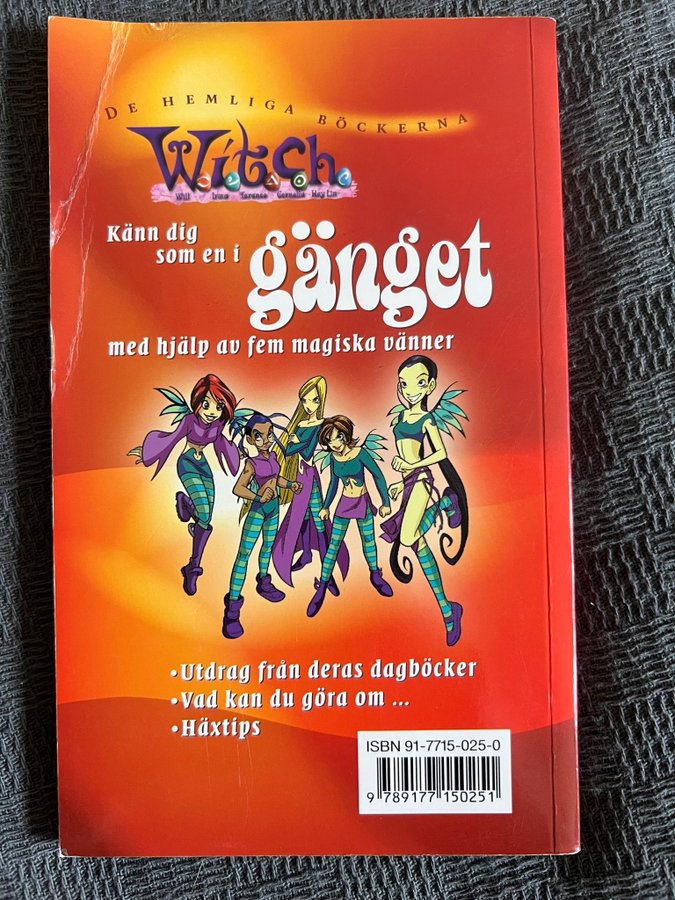 DE HEMLIGA BÖCKERNA
Witch
Will Irma Taranee Cornelia Hay Lin
Känn dig
som en i gänget
med hjälp av fem magiska vänner
• Utdrag från deras dagböcker
• Vad kan du göra om ...
• Häxtips
ISBN 91-7715-025-0
9 789177 150251